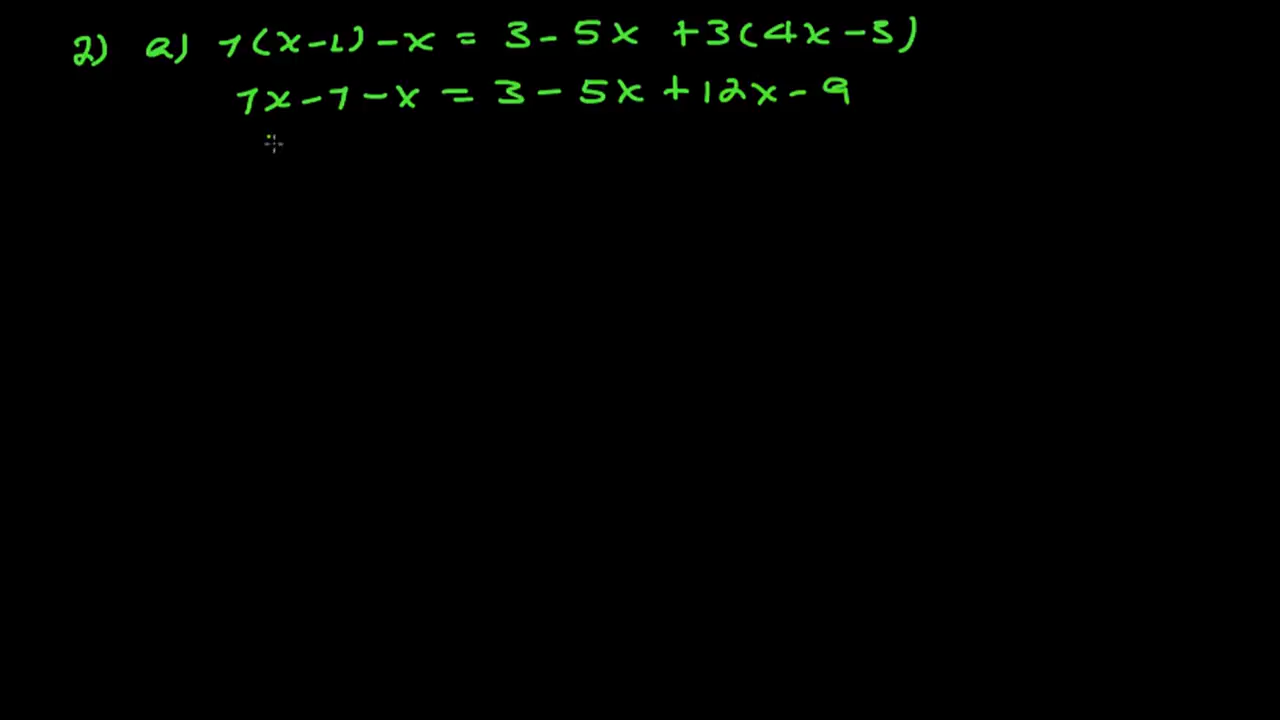 2) a) 7(x-1)-x = 3-5x +3(4x-3)
7x-7-x = 3-5x+12x-9